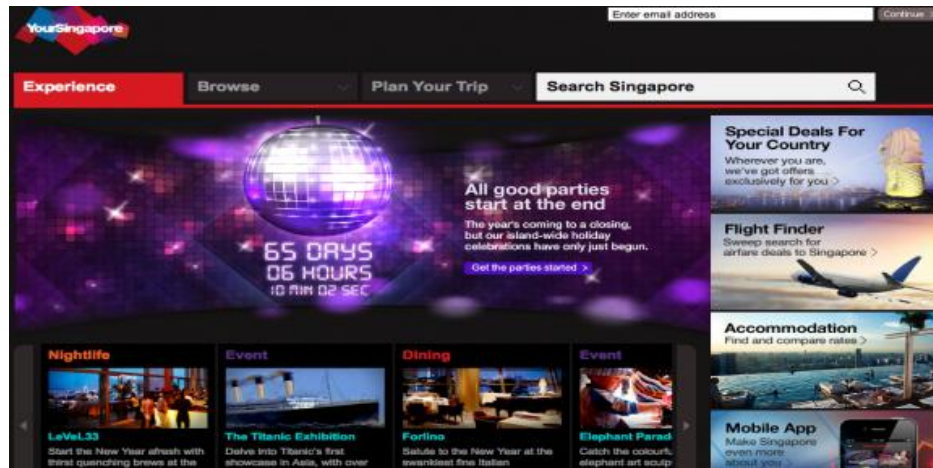 YourSingapore
Enter email address
Continue
Experience
Browse
Plan Your Trip
Search Singapore
All good parties
start at the end
The year's coming to a closing,
but our island-wide holiday
celebrations have only just begun.
Get the parties started >
65 DAYS
06 HOURS
10 MIN 02 SEC
Special Deals For
Your Country
Wherever you are,
we've got offers
exclusively for you >
Flight Finder
Sweep search for
airfare deals to Singapore >
Accommodation
Find and compare rates >
Mobile App
Make Singapore
even more
about you
Nightlife
LeVeL33
Start the New Year afresh with
thirst quenching brews at the
Event
The Titanic Exhibition
Delve into Titanic's first
showcase in Asia, with over
Dining
Forlino
Salute to the New Year at the
swankiest fine Italian
Event
Elephant Parad
Catch the colourfu
elephant art sculp